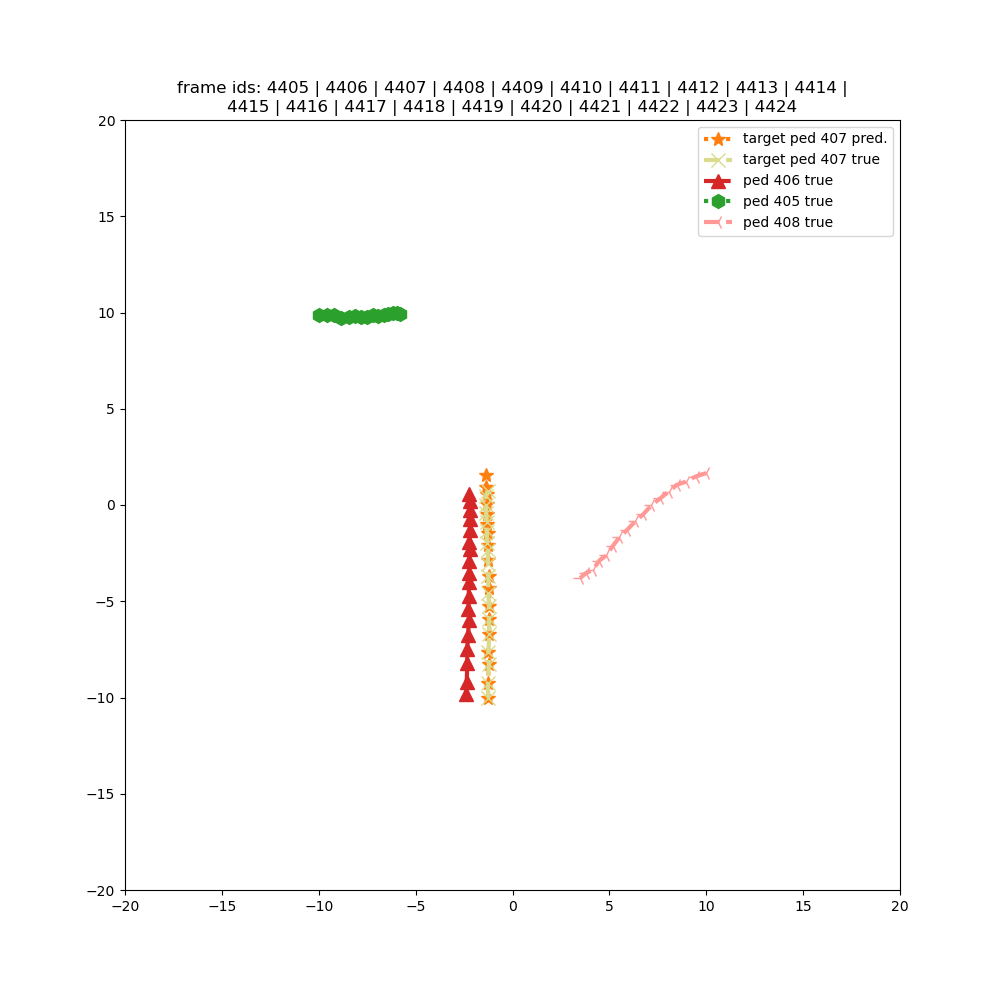 frame ids: 4405 | 4406 | 4407 | 4408 | 4409 | 4410 | 4411 | 4412 | 4413 | 4414 |
4415 | 4416 | 4417 | 4418 | 4419 | 4420 | 4421 | 4422 | 4423 | 4424
target ped 407 pred.
target ped 407 true
ped 406 true
ped 405 true
ped 408 true
20
15
10
5
0
−5
−10
−15
−20
−20 −15 −10 −5 0 5 10 15 20